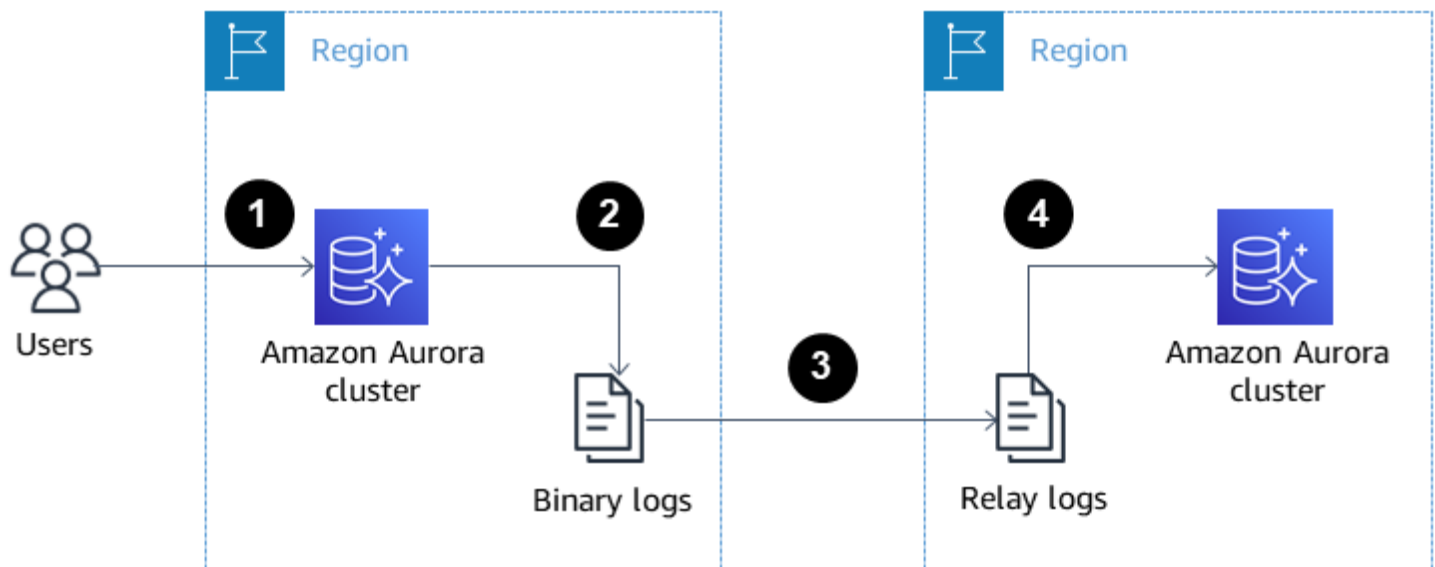 Region
Region
1
2
4
Users
Amazon Aurora
cluster
Amazon Aurora
cluster
3
Binary logs
Relay logs